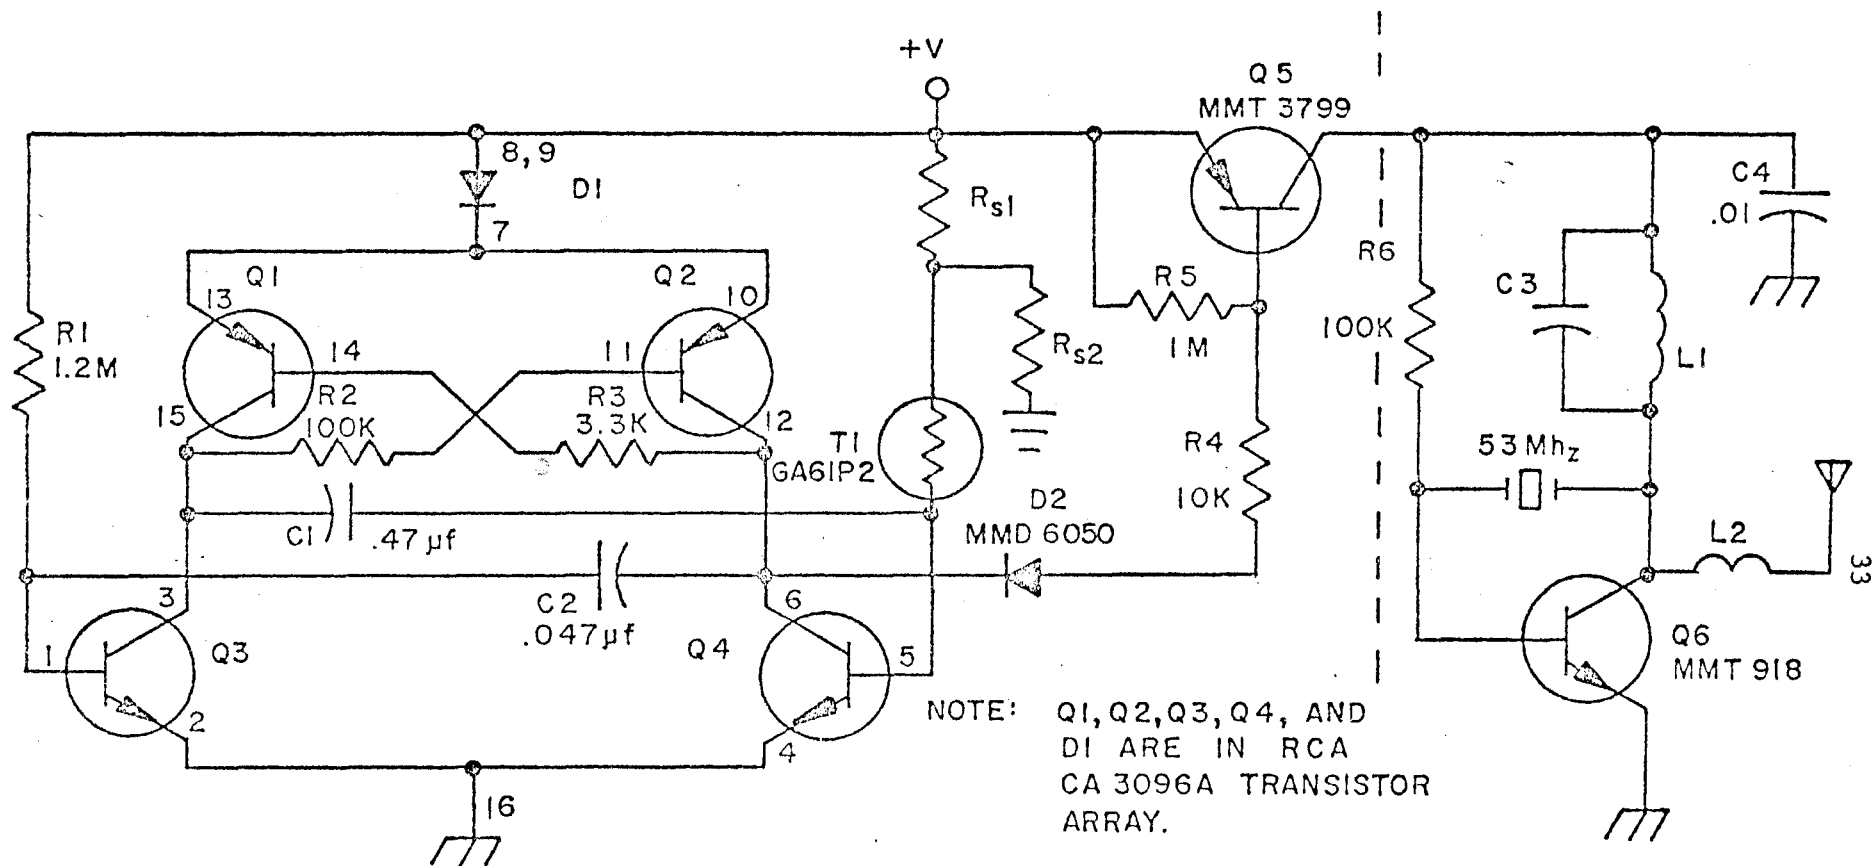 +V
Q5
MMT 3799
8,9
D1
7
Rs1
C4
.01
R6
100K
Q1
Q2
13
10
R5
1M
C3
L1
R1
1.2M
14
11
Rs2
15
R2
100K
R3
3.3K
12
T1
GA61P2
R4
10K
53 Mhz
C1
.47 µf
D2
MMD 6050
L2
33
3
C2
.047µf
6
1
Q3
Q4
5
Q6
MMT 918
2
4
16
NOTE: Q1, Q2, Q3, Q4, AND
D1 ARE IN RCA
CA 3096A TRANSISTOR
ARRAY.